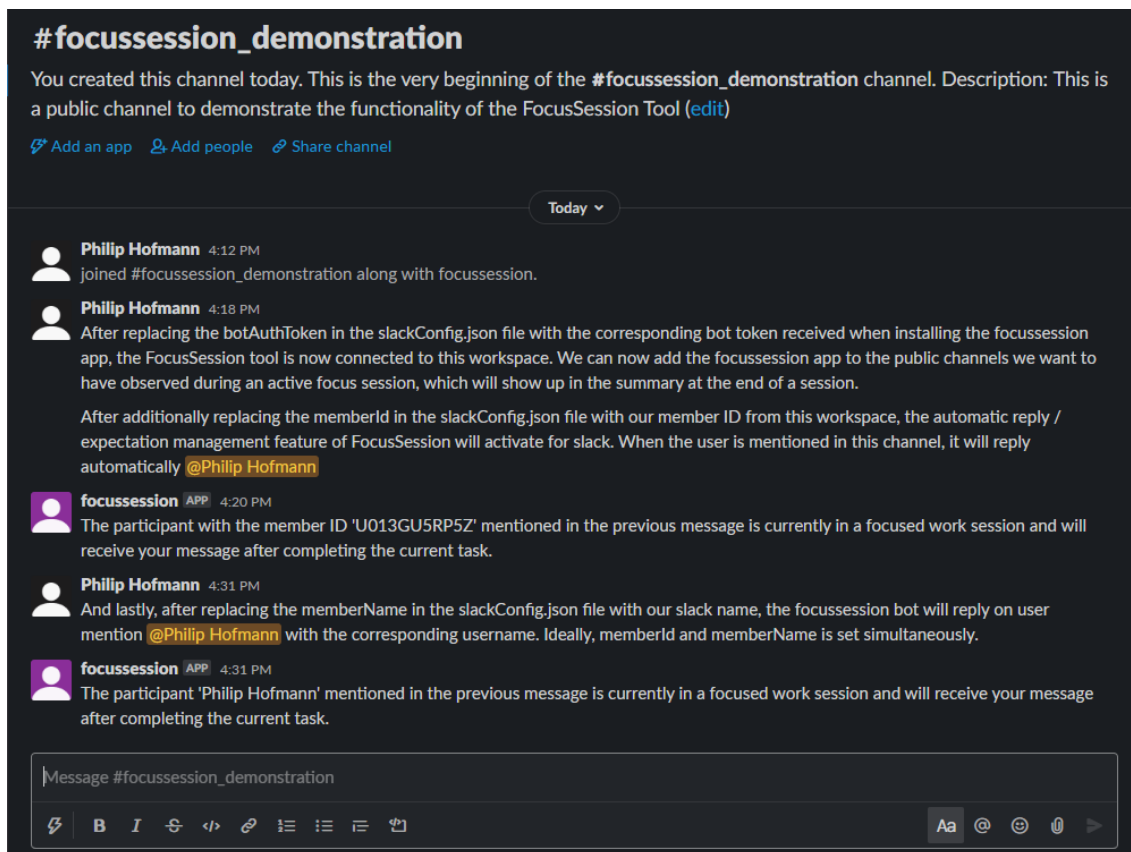 #focussession_demonstration
You created this channel today. This is the very beginning of the #focussession_demonstration channel. Description: This is
a public channel to demonstrate the functionality of the FocusSession Tool (edit)
Add an app Add people Share channel
Today
Philip Hofmann 4:12 PM
joined #focussession_demonstration along with focussession.
Philip Hofmann 4:18 PM
After replacing the botAuthToken in the slackConfig.json file with the corresponding bot token received when installing the focussession
app, the FocusSession tool is now connected to this workspace. We can now add the focussession app to the public channels we want to
have observed during an active focus session, which will show up in the summary at the end of a session.
After additionally replacing the memberId in the slackConfig.json file with our member ID from this workspace, the automatic reply /
expectation management feature of FocusSession will activate for slack. When the user is mentioned in this channel, it will reply
automatically @Philip Hofmann
focussession APP 4:20 PM
The participant with the member ID 'U013GU5RP5Z' mentioned in the previous message is currently in a focused work session and will
receive your message after completing the current task.
Philip Hofmann 4:31 PM
And lastly, after replacing the memberName in the slackConfig.json file with our slack name, the focussession bot will reply on user
mention @Philip Hofmann with the corresponding username. Ideally, memberId and memberName is set simultaneously.
focussession APP 4:31 PM
The participant 'Philip Hofmann' mentioned in the previous message is currently in a focused work session and will receive your message
after completing the current task.
Message #focussession_demonstration
B I S </> Aa @